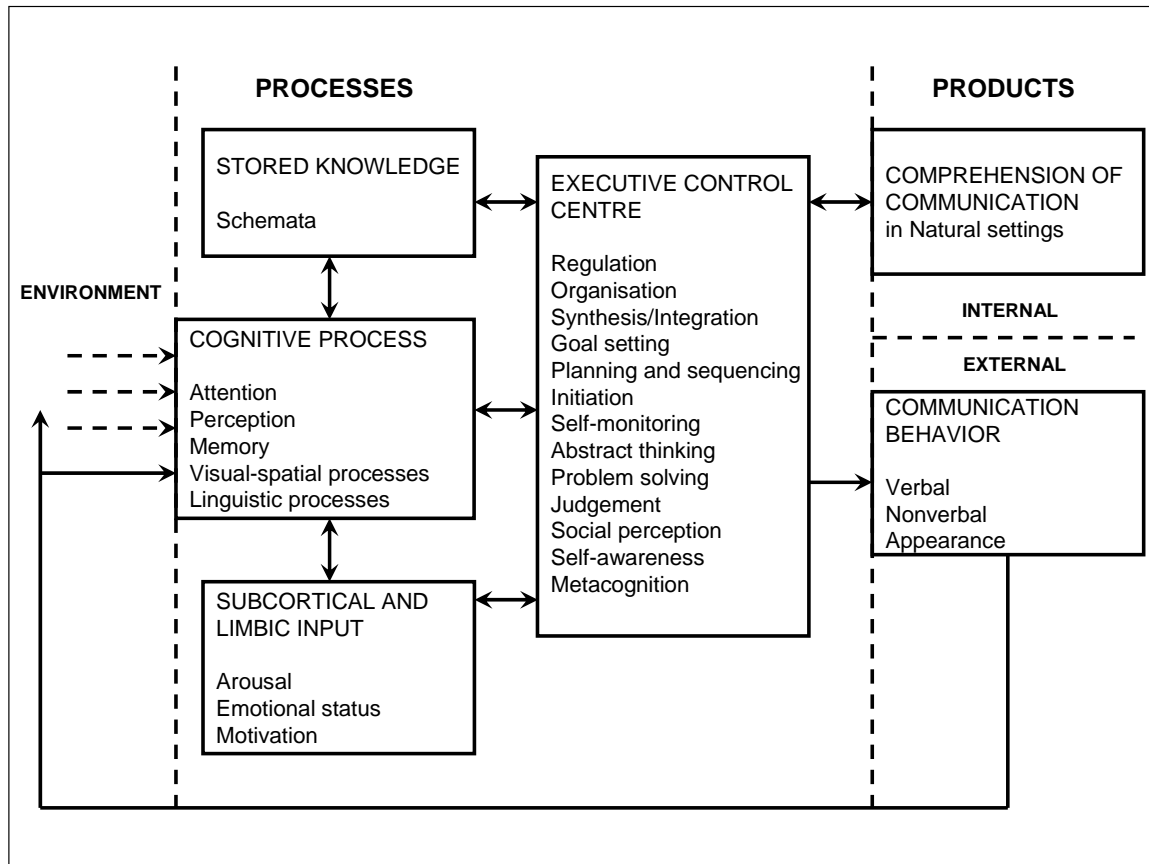 PROCESSES
PRODUCTS
STORED KNOWLEDGE
Schemata
EXECUTIVE CONTROL
CENTRE
Regulation
Organisation
Synthesis/Integration
Goal setting
Planning and sequencing
Initiation
Self-monitoring
Abstract thinking
Problem solving
Judgement
Social perception
Self-awareness
Metacognition
COMPREHENSION OF
COMMUNICATION
in Natural settings
ENVIRONMENT
INTERNAL
EXTERNAL
COGNITIVE PROCESS
Attention
Perception
Memory
Visual-spatial processes
Linguistic processes
COMMUNICATION
BEHAVIOR
Verbal
Nonverbal
Appearance
SUBCORTICAL AND
LIMBIC INPUT
Arousal
Emotional status
Motivation